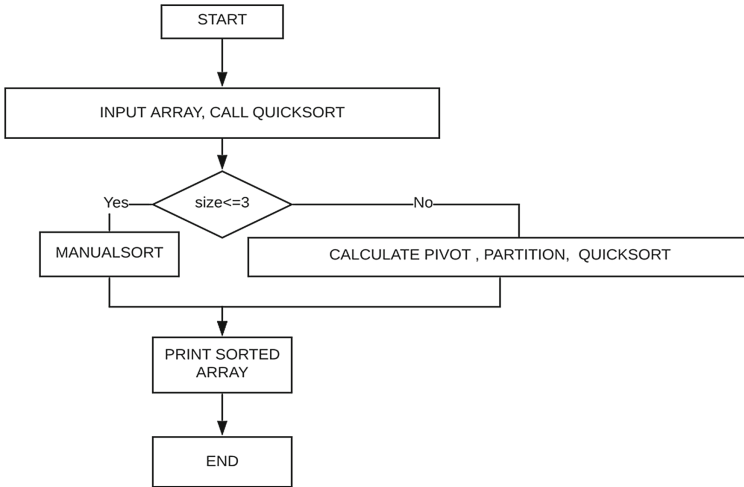 START
INPUT ARRAY, CALL QUICKSORT
size<=3
Yes
No
MANUALSORT
CALCULATE PIVOT , PARTITION, QUICKSORT
PRINT SORTED
ARRAY
END